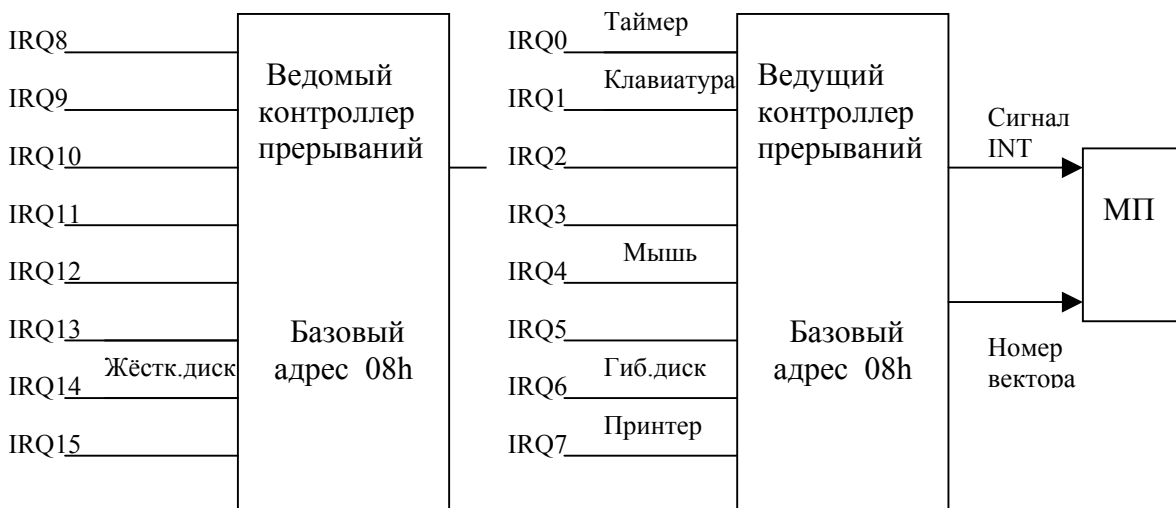 IRQ8
IRQ9
IRQ10
IRQ11
IRQ12
IRQ13
Жёстк.диск
IRQ14
IRQ15
Ведомый
контроллер
прерываний
Базовый
адрес 08h
Таймер
IRQ0
Клавиатура
IRQ1
IRQ2
IRQ3
Мышь
IRQ4
IRQ5
Гиб.диск
IRQ6
Принтер
IRQ7
Ведущий
контроллер
прерываний
Базовый
адрес 08h
Сигнал
INT
МП
Номер
вектора